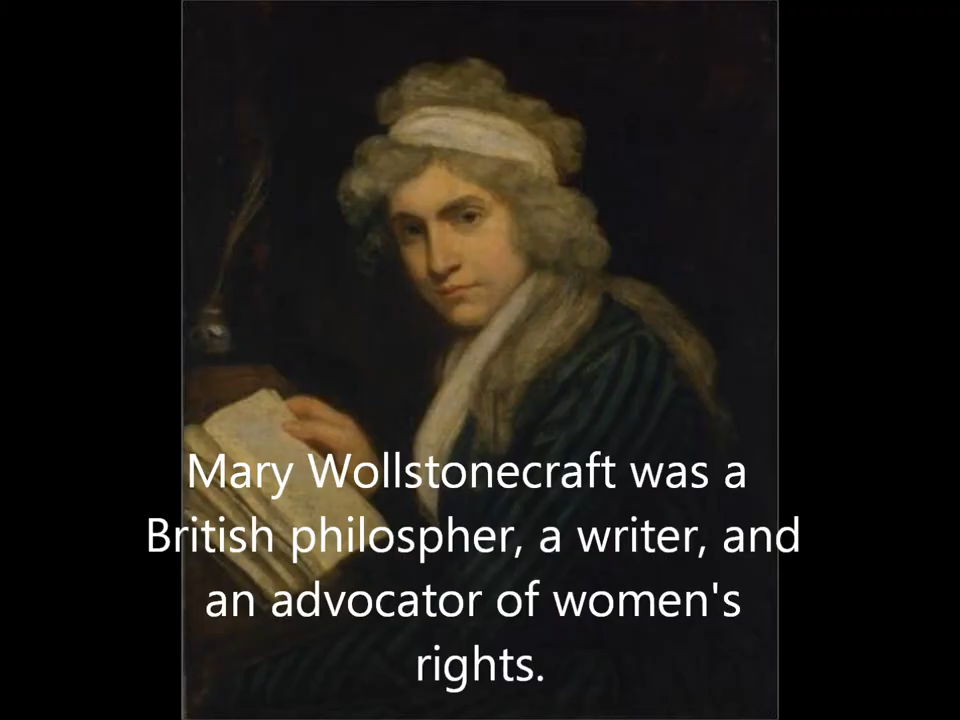 Mary Wollstonecraft was a
British philospher, a writer, and
an advocator of women's
rights.